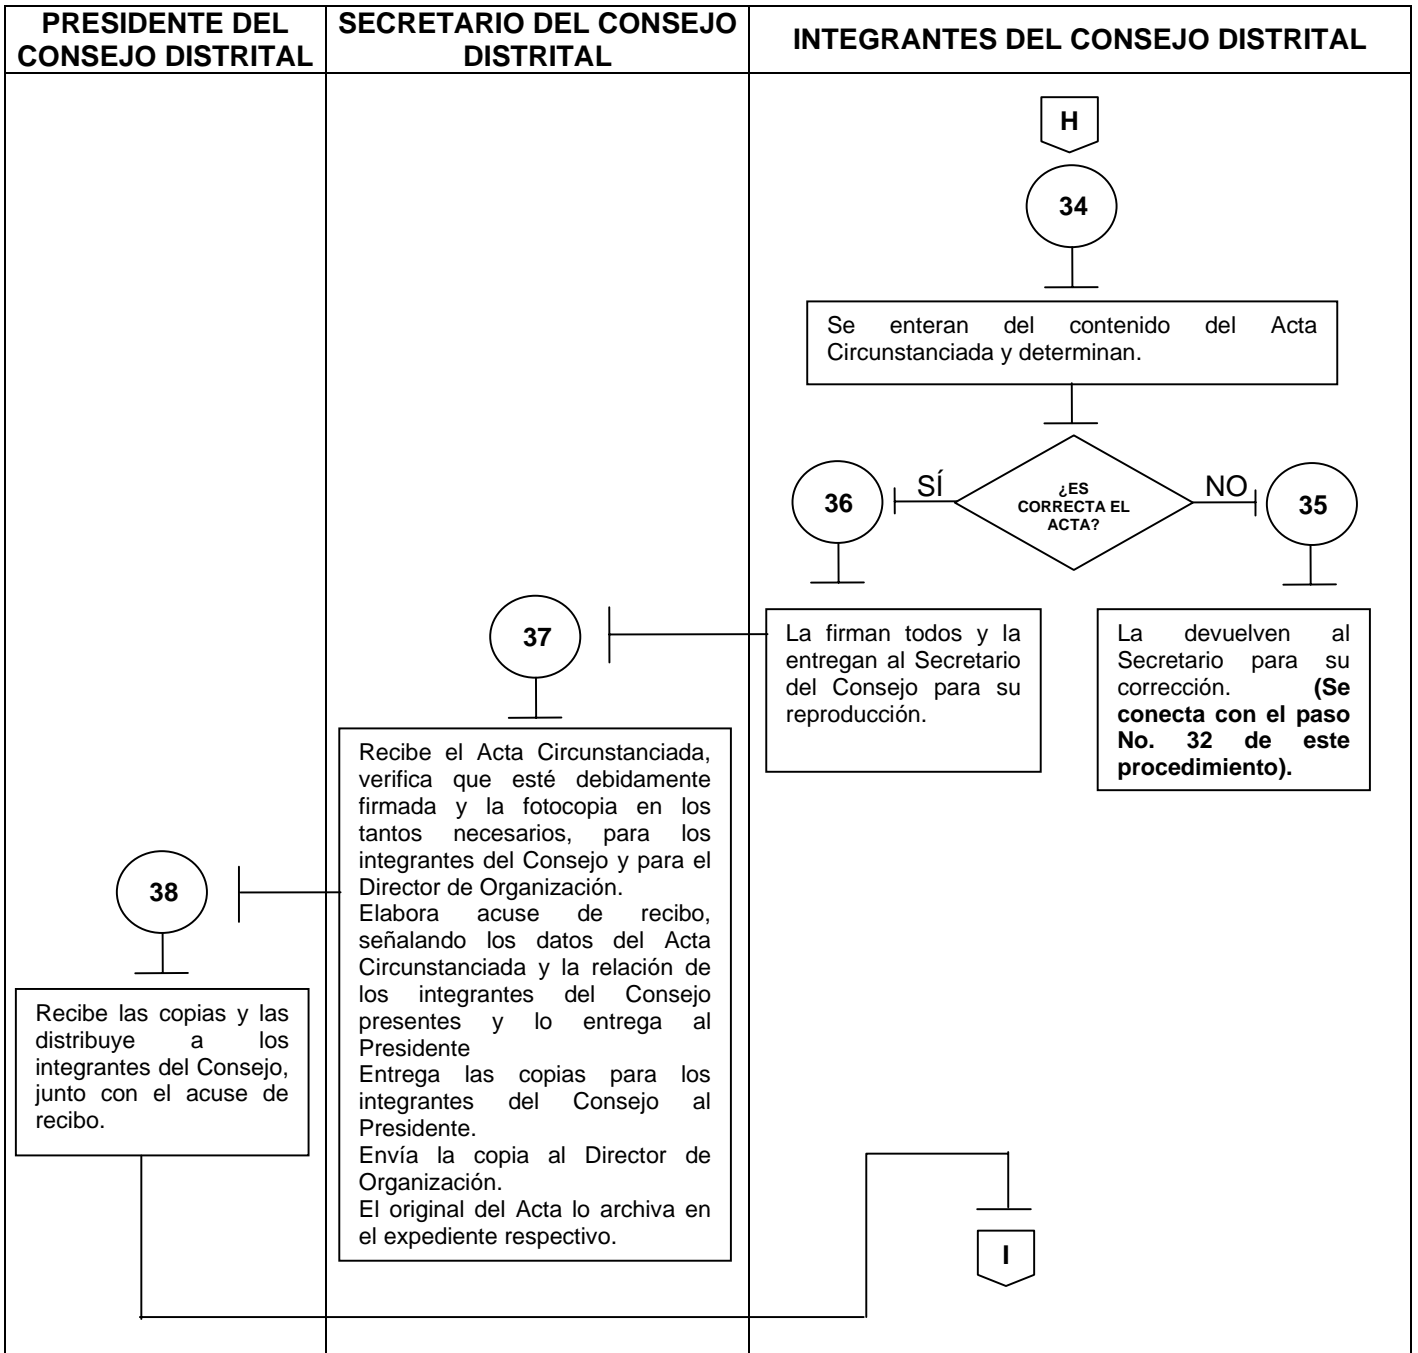 PRESIDENTE DEL
CONSEJO DISTRITAL
SECRETARIO DEL CONSEJO
DISTRITAL
INTEGRANTES DEL CONSEJO DISTRITAL
H
34
Se enteran del contenido del Acta
Circunstanciada y determinan.
¿ES
CORRECTA EL
ACTA?
SÍ
NO
36
35
La firman todos y la
entregan al Secretario
del Consejo para su
reproducción.
La devuelven al
Secretario para su
corrección. (Se
conecta con el paso
No. 32 de este
procedimiento).
37
Recibe el Acta Circunstanciada,
verifica que esté debidamente
firmada y la fotocopia en los
tantos necesarios, para los
integrantes del Consejo y para el
Director de Organización.
Elabora acuse de recibo,
señalando los datos del Acta
Circunstanciada y la relación de
los integrantes del Consejo
presentes y lo entrega al
Presidente
Entrega las copias para los
integrantes del Consejo al
Presidente.
Envía la copia al Director de
Organización.
El original del Acta lo archiva en
el expediente respectivo.
38
Recibe las copias y las
distribuye a los
integrantes del Consejo,
junto con el acuse de
recibo.
I